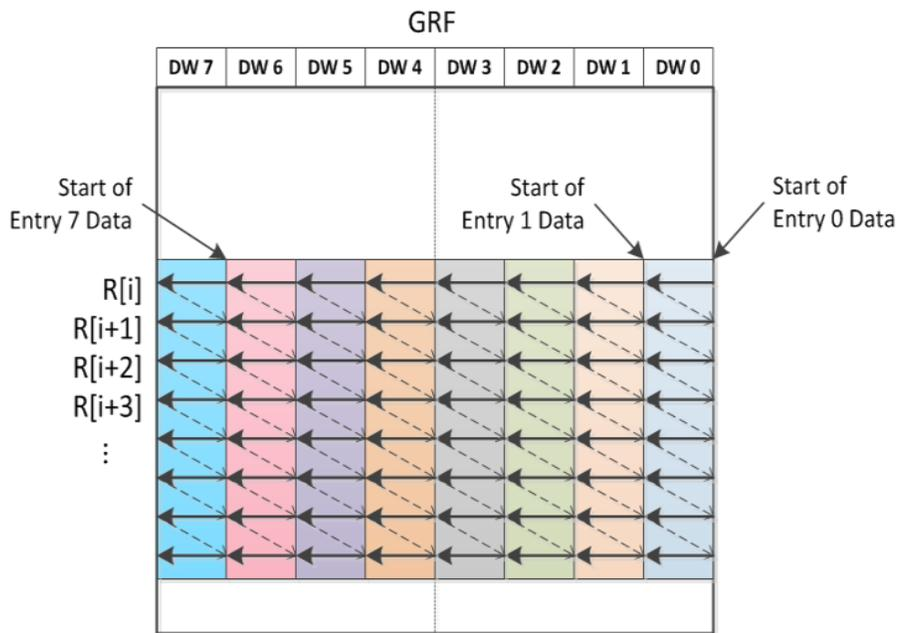 GRF
DW 7 DW 6 DW 5 DW 4 DW 3 DW 2 DW 1 DW 0
Start of
Entry 7 Data
Start of
Entry 1 Data
Start of
Entry 0 Data
R[i]
R[i+1]
R[i+2]
R[i+3]
⋮